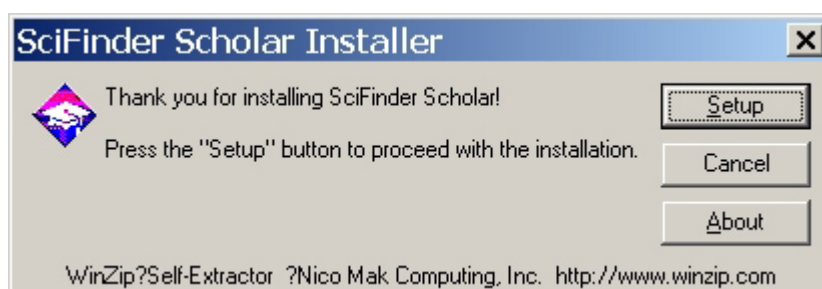 SciFinder Scholar Installer
Thank you for installing SciFinder Scholar!
Press the "Setup" button to proceed with the installation.
Setup
Cancel
About
WinZip?Self-Extractor ?Nico Mak Computing, Inc. http://www.winzip.com